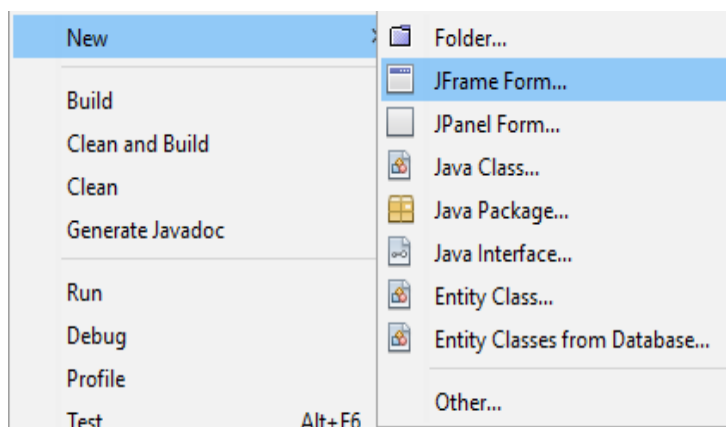 New
Build
Clean and Build
Clean
Generate Javadoc
Run
Debug
Profile
Test Alt+F6
Folder...
JFrame Form...
JPanel Form...
Java Class...
Java Package...
Java Interface...
Entity Class...
Entity Classes from Database...
Other...